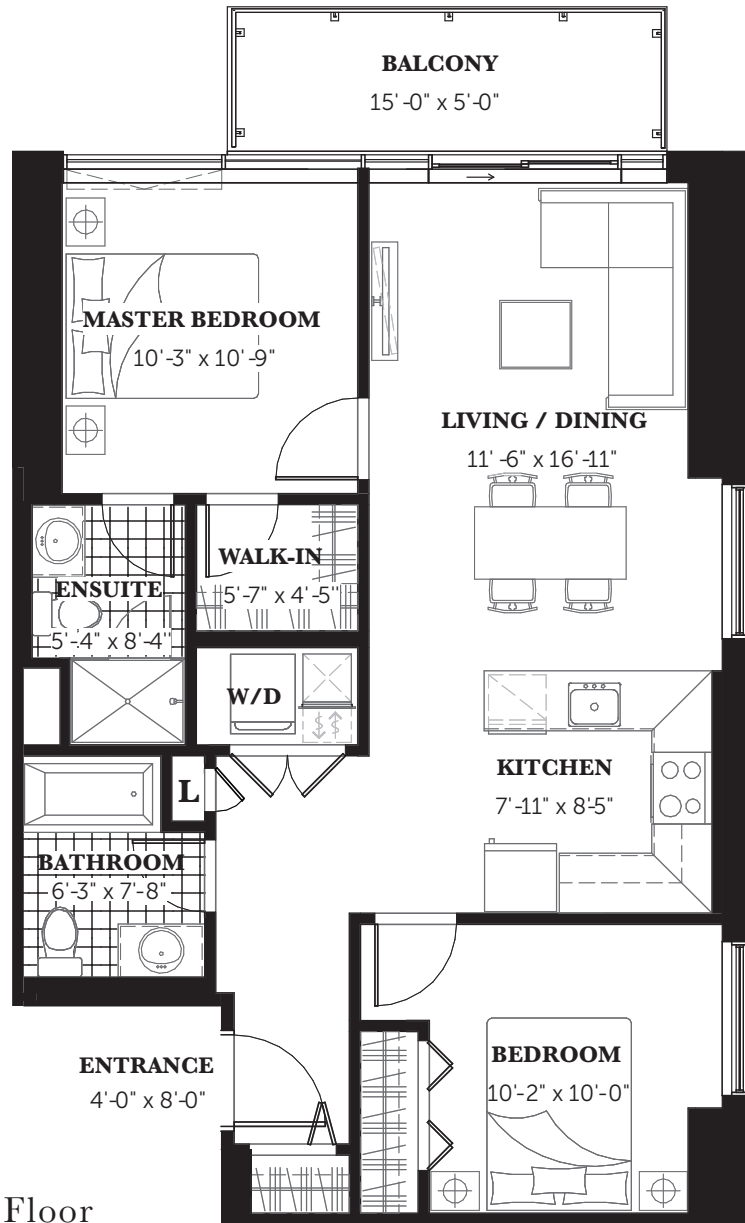 BALCONY
15'-0" x 5'-0"
MASTER BEDROOM
10'-3" x 10'-9"
LIVING / DINING
11'-6" x 16'-11"
WALK-IN
5'-7" x 4'-5"
ENSUITE
5'-4" x 8'-4"
W/D
L
KITCHEN
7'-11" x 8'-5"
BATHROOM
6'-3" x 7'-8"
ENTRANCE
4'-0" x 8'-0"
BEDROOM
10'-2" x 10'-0"
Floor